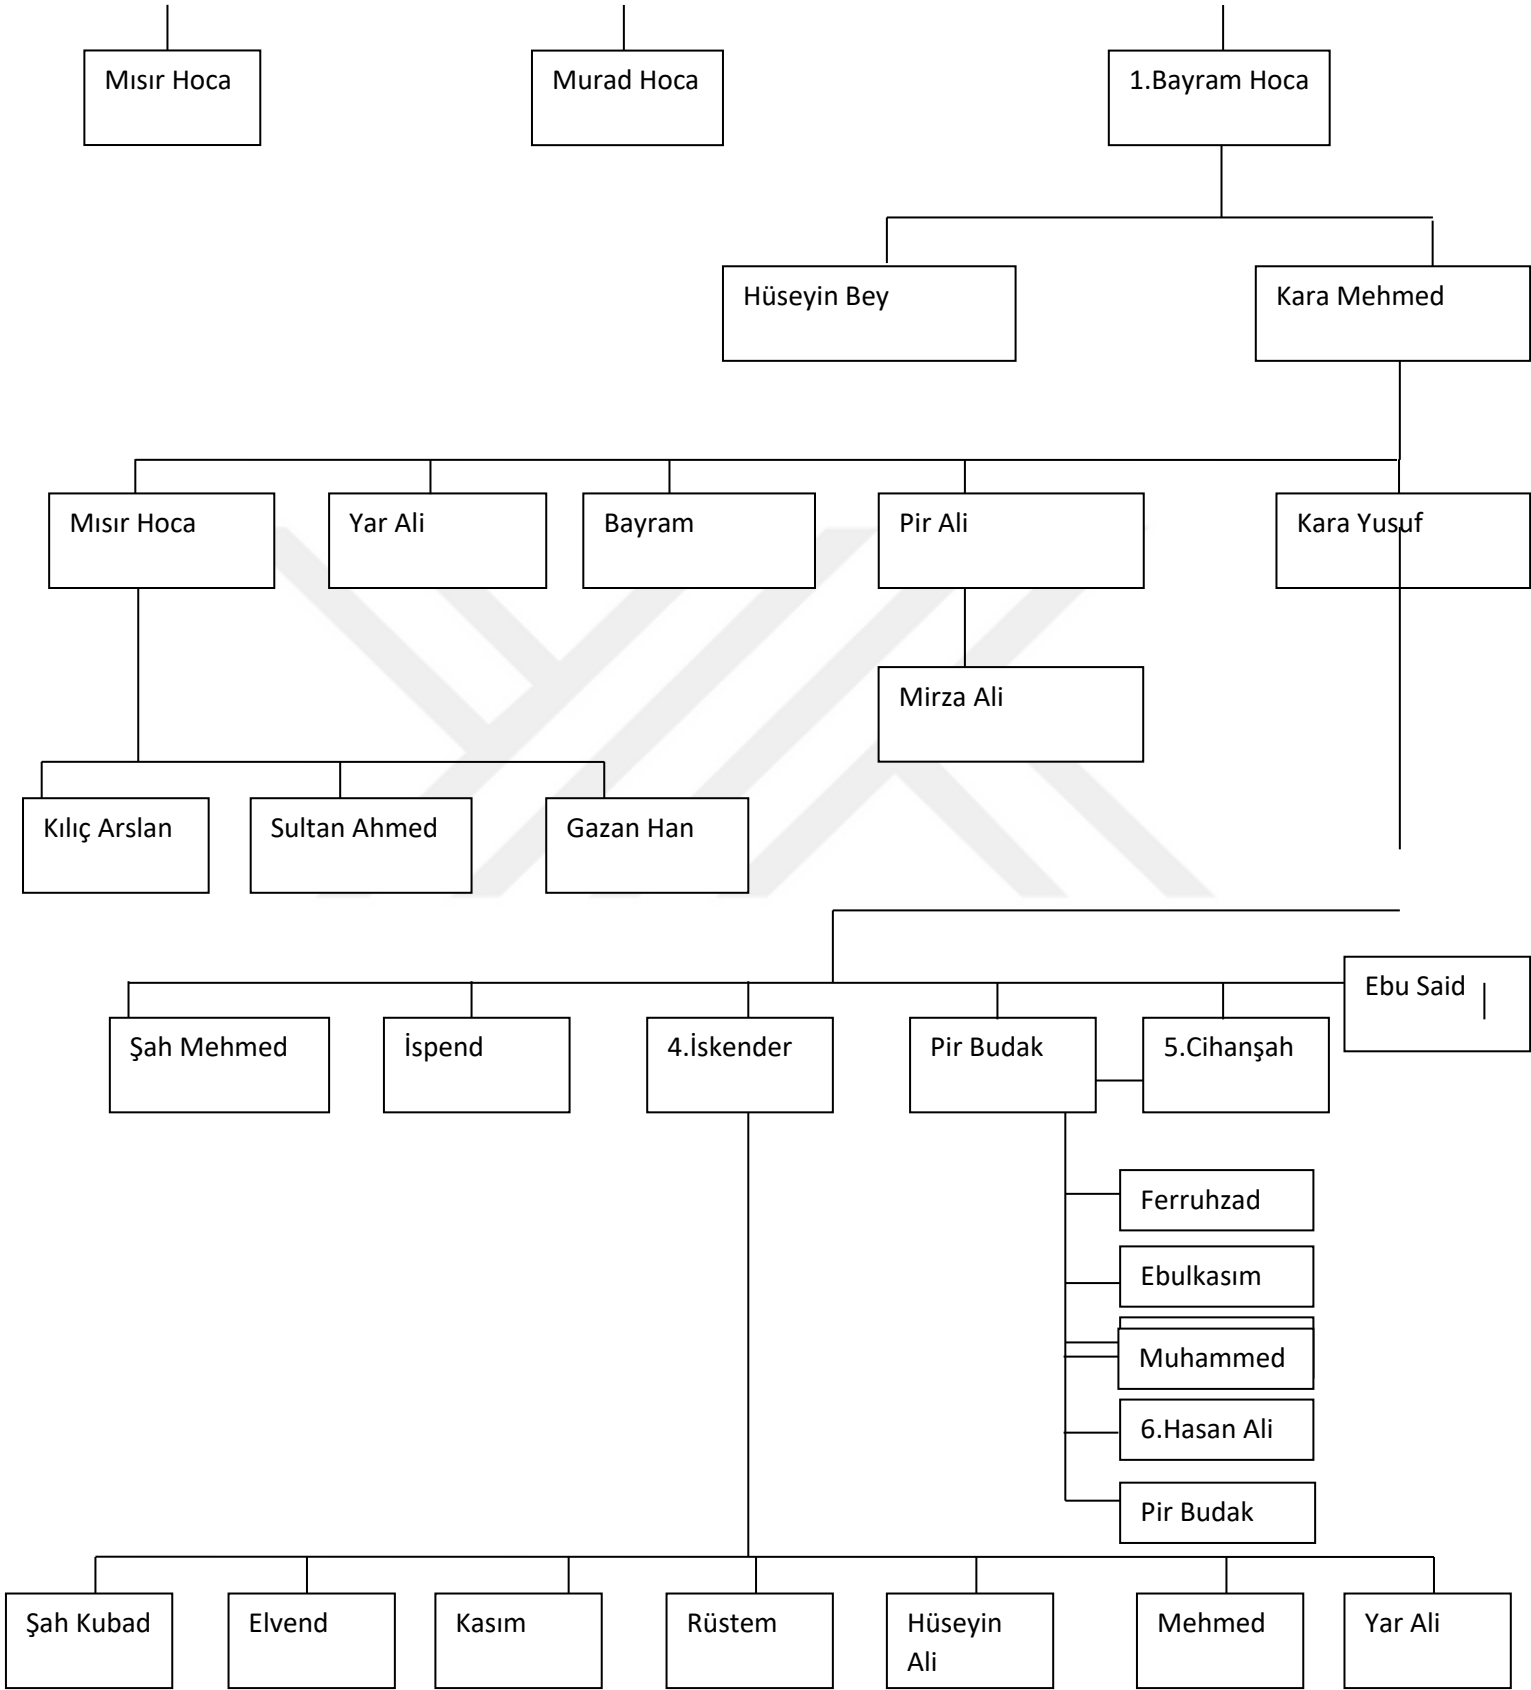 Mısır Hoca
Murad Hoca
1.Bayram Hoca
Hüseyin Bey
Kara Mehmed
Mısır Hoca
Yar Ali
Bayram
Pir Ali
Kara Yusuf
Mirza Ali
Kılıç Arslan
Sultan Ahmed
Gazan Han
Ebu Said
Şah Mehmed
İspend
4.İskender
Pir Budak
5.Cihanşah
Ferruhzad
Ebulkasım
Muhammed
6.Hasan Ali
Pir Budak
Şah Kubad
Elvend
Kasım
Rüstem
Hüseyin
Ali
Mehmed
Yar Ali